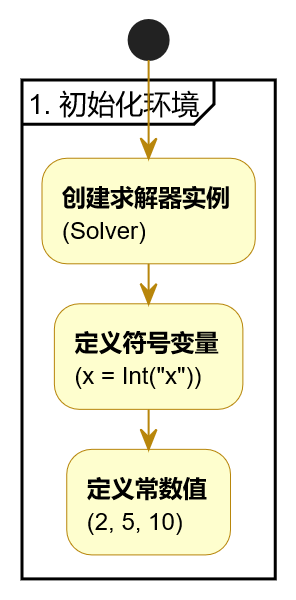 1. 初始化环境
创建求解器实例
(Solver)
定义符号变量
(x = Int("x"))
定义常数值
(2, 5, 10)